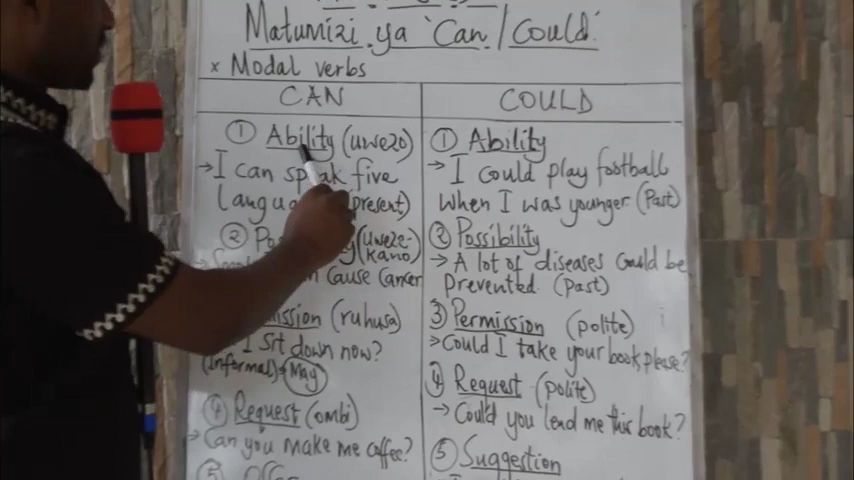 Matumizi ya 'Can / Could'
× Modal verbs
CAN
① Ability (uwezo)
→ I can speak five
(present)
②
cause cancer
(ruhusa)
I sit down now?
(informal) May
④ Request (ombi)
→ Can you make me coffee?
⑤
COULD
① Ability
→ I could play football
when I was younger (Past)
② Possibility
→ A lot of diseases could be
prevented (past)
③ Permission (polite)
→ Could I take your book, please?
④ Request (polite)
→ Could you lend me this book?
⑤ Suggestion